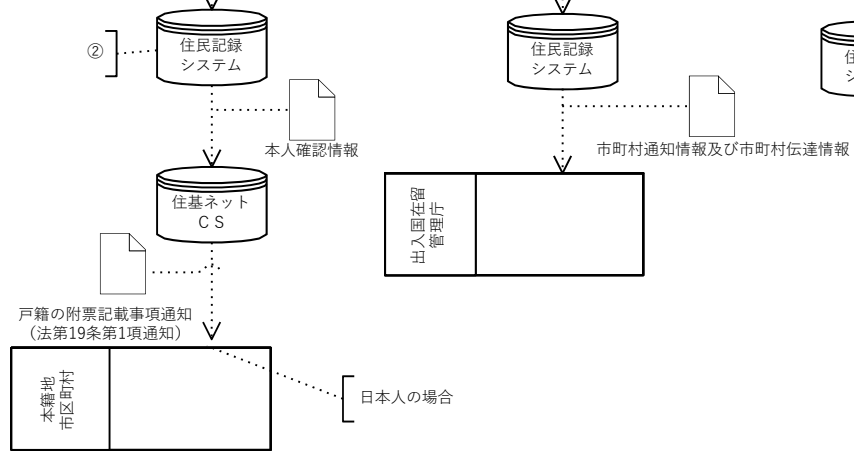 ②
住民記録
システム
本人確認情報
住基ネット
ＣＳ
戸籍の附票記載事項通知
（法第19条第1項通知）
本籍地
市区町村
日本人の場合
住民記録
システム
市町村通知情報及び市町村伝達情報
出入国在留
管理庁